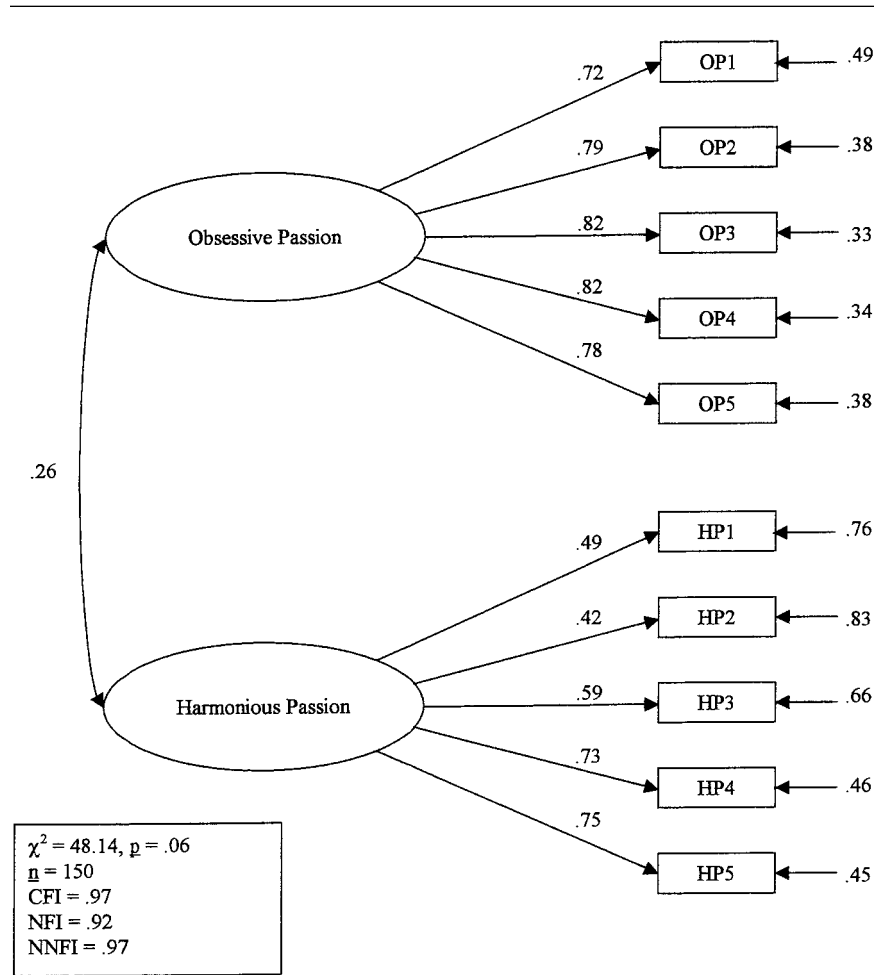 .72
OP1
.49
.79
OP2
.38
Obsessive Passion
.82
OP3
.33
.82
OP4
.34
.78
OP5
.38
.26
.49
HP1
.76
.42
HP2
.83
Harmonious Passion
.59
HP3
.66
.73
HP4
.46
.75
HP5
.45
χ² = 48.14, p = .06
n = 150
CFI = .97
NFI = .92
NNFI = .97